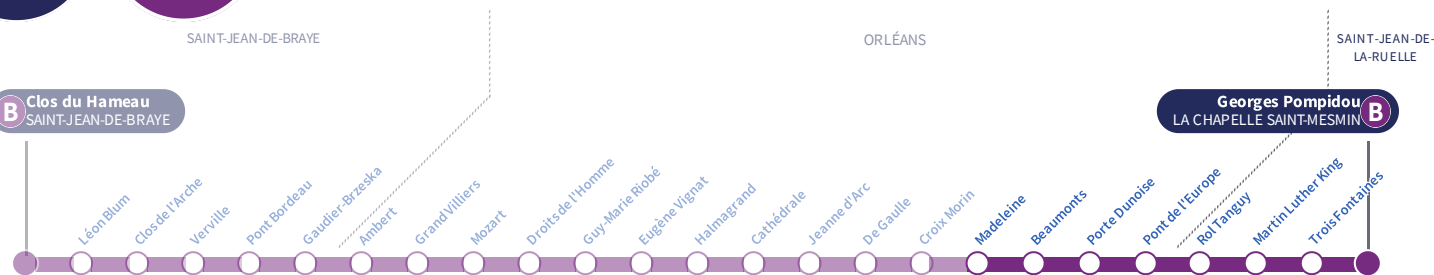 SAINT-JEAN-DE-BRAYE
ORLÉANS
SAINT-JEAN-DE-
LA-RUELLE
B
Clos du Hameau
SAINT-JEAN-DE-BRAYE
Georges Pompidou
LA CHAPELLE SAINT-MESMIN
B
Léon Blum
Clos de l'Arche
Verville
Pont Bordeau
Gaudier-Brzeska
Ambert
Grand Villiers
Mozart
Droits de l'Homme
Guy-Marie Riobé
Eugène Vignat
Halmagrand
Cathédrale
Jeanne d'Arc
De Gaulle
Croix Morin
Madeleine
Beaumonts
Porte Dunoise
Pont de l'Europe
Rol Tanguy
Martin Luther King
Trois Fontaines